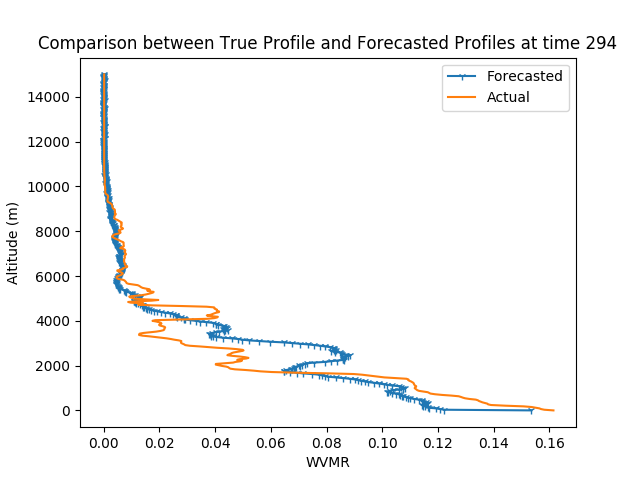 Comparison between True Profile and Forecasted Profiles at time 294
Forecasted
Actual
14000
12000
10000
8000
6000
4000
2000
0
Altitude (m)
0.00 0.02 0.04 0.06 0.08 0.10 0.12 0.14 0.16
WVMR